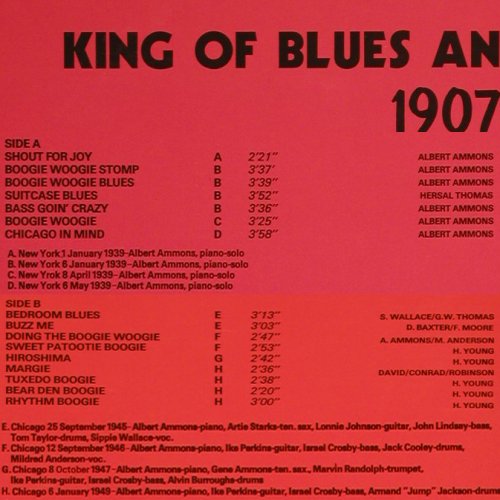 KING OF BLUES AN
1907
SIDE A
SHOUT FOR JOY A 2'21" ALBERT AMMONS
BOOGIE WOOGIE STOMP B 3'37' ALBERT AMMONS
BOOGIE WOOGIE BLUES B 3'39" ALBERT AMMONS
SUITCASE BLUES B 3'52" HERSAL THOMAS
BASS GOIN' CRAZY B 3'36" ALBERT AMMONS
BOOGIE WOOGIE C 3'25" ALBERT AMMONS
CHICAGO IN MIND D 3'58" ALBERT AMMONS
A. New York 1 January 1939-Albert Ammons, piano-solo
B. New York 6 January 1939-Albert Ammons, piano-solo
C. New Yrok 8 April 1939-Albert Ammons, piano-solo
D. New York 6 May 1939-Albert Ammons, piano-solo
SIDE B
BEDROOM BLUES E 3'13" S. WALLACE/G.W. THOMAS
BUZZ ME E 3'03" D. BAXTER/F. MOORE
DOING THE BOOGIE WOOGIE F 2'47" A. AMMONS/M. ANDERSON
SWEET PATOOTIE BOOGIE F 2'53" H. YOUNG
HIROSHIMA G 2'42" H. YOUNG
MARGIE H 2'36" DAVID/CONRAD/ROBINSON
TUXEDO BOOGIE H 2'38" H. YOUNG
BEAR DEN BOOGIE H 2'20" H. YOUNG
RHYTHM BOOGIE H 3'00" H. YOUNG
E. Chicago 25 September 1945-Albert Ammons-piano, Artie Starks-ten. sax, Lonnie Johnson-guitar, John Lindsay-bass,
Tom Taylor-drums, Sippie Wallace-voc.
F. Chicago 12 September 1946-Albert Ammons-piano, Ike Perkins-guitar, Israel Crosby-bass, Jack Cooley-drums,
Mildred Anderson-voc.
G. Chicago 8 October 1947-Albert Ammons-piano, Gene Ammons-ten. sax., Marvin Randolph-trumpet,
Ike Perkins-guitar, Israel Crosby-bass, Alvin Burroughs-drums
H. Chicago 6 January 1949-Albert Ammons-piano, Ike Perkins-guitar, Israel Crosby-bass, Armand "Jump" Jackson-drum